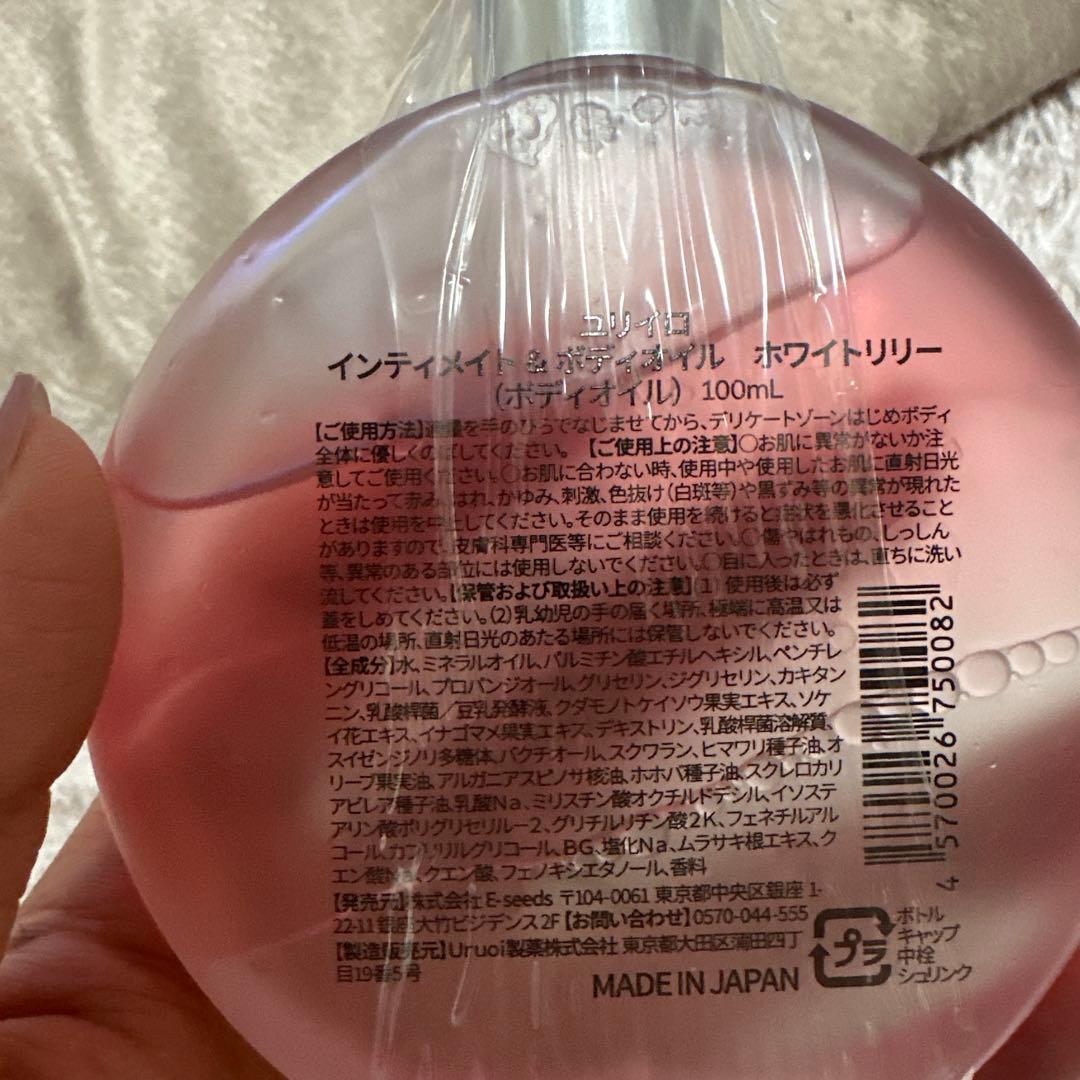 ユリイロ
インティメイト & ボディオイル　ホワイトリリー
（ボディオイル） 100mL
【ご使用方法】適量を手のひらでなじませてから、デリケートゾーンはじめボディ
全体に優しくのばしてください。【ご使用上の注意】○お肌に異常がないか注
意してご使用ください。○お肌に合わない時、使用中や使用したお肌に直射日光
が当たって赤み、はれ、かゆみ、刺激、色抜け(白斑等)や黒ずみ等の異常が現れた
ときは使用を中止してください。そのまま使用を続けると症状を悪化させること
がありますので、皮膚科専門医等にご相談ください。○傷やはれもの、しっしん
等、異常のある部位には使用しないでください。○目に入ったときは、直ちに洗い
流してください。【保管および取扱い上の注意】(1) 使用後は必ず
蓋をしめてください。(2)乳幼児の手の届く場所、極端に高温又は
低温の場所、直射日光のあたる場所には保管しないでください。
【全成分】水、ミネラルオイル、パルミチン酸エチルヘキシル、ペンチレ
ングリコール、プロパンジオール、グリセリン、ジグリセリン、カキタン
ニン、乳酸桿菌／豆乳発酵液、クダモノトケイソウ果実エキス、ソケ
イ花エキス、イナゴマメ果実エキス、デキストリン、乳酸桿菌溶解質、
スイゼンジノリ多糖体、バクチオール、スクワラン、ヒマワリ種子油、オ
リーブ果実油、アルガニアスピノサ核油、ホホバ種子油、スクレロカリ
アビレア種子油、乳酸Na、ミリスチン酸オクチルドデシル、イソステ
アリン酸ポリグリセリル－2、グリチルリチン酸2K、フェネチルアル
コール、カプリリルグリコール、BG、塩化Na、ムラサキ根エキス、ク
エン酸Na、クエン酸、フェノキシエタノール、香料
【発売元】株式会社 E-seeds 〒104-0061 東京都中央区銀座 1-
22-11 銀座大竹ビジデンス 2F【お問い合わせ】0570-044-555
【製造販売元】Uruoi製薬株式会社 東京都大田区蒲田四丁
目19番5号
MADE IN JAPAN
プラ
ボトル
キャップ
中栓
シュリンク
4 570026 750082